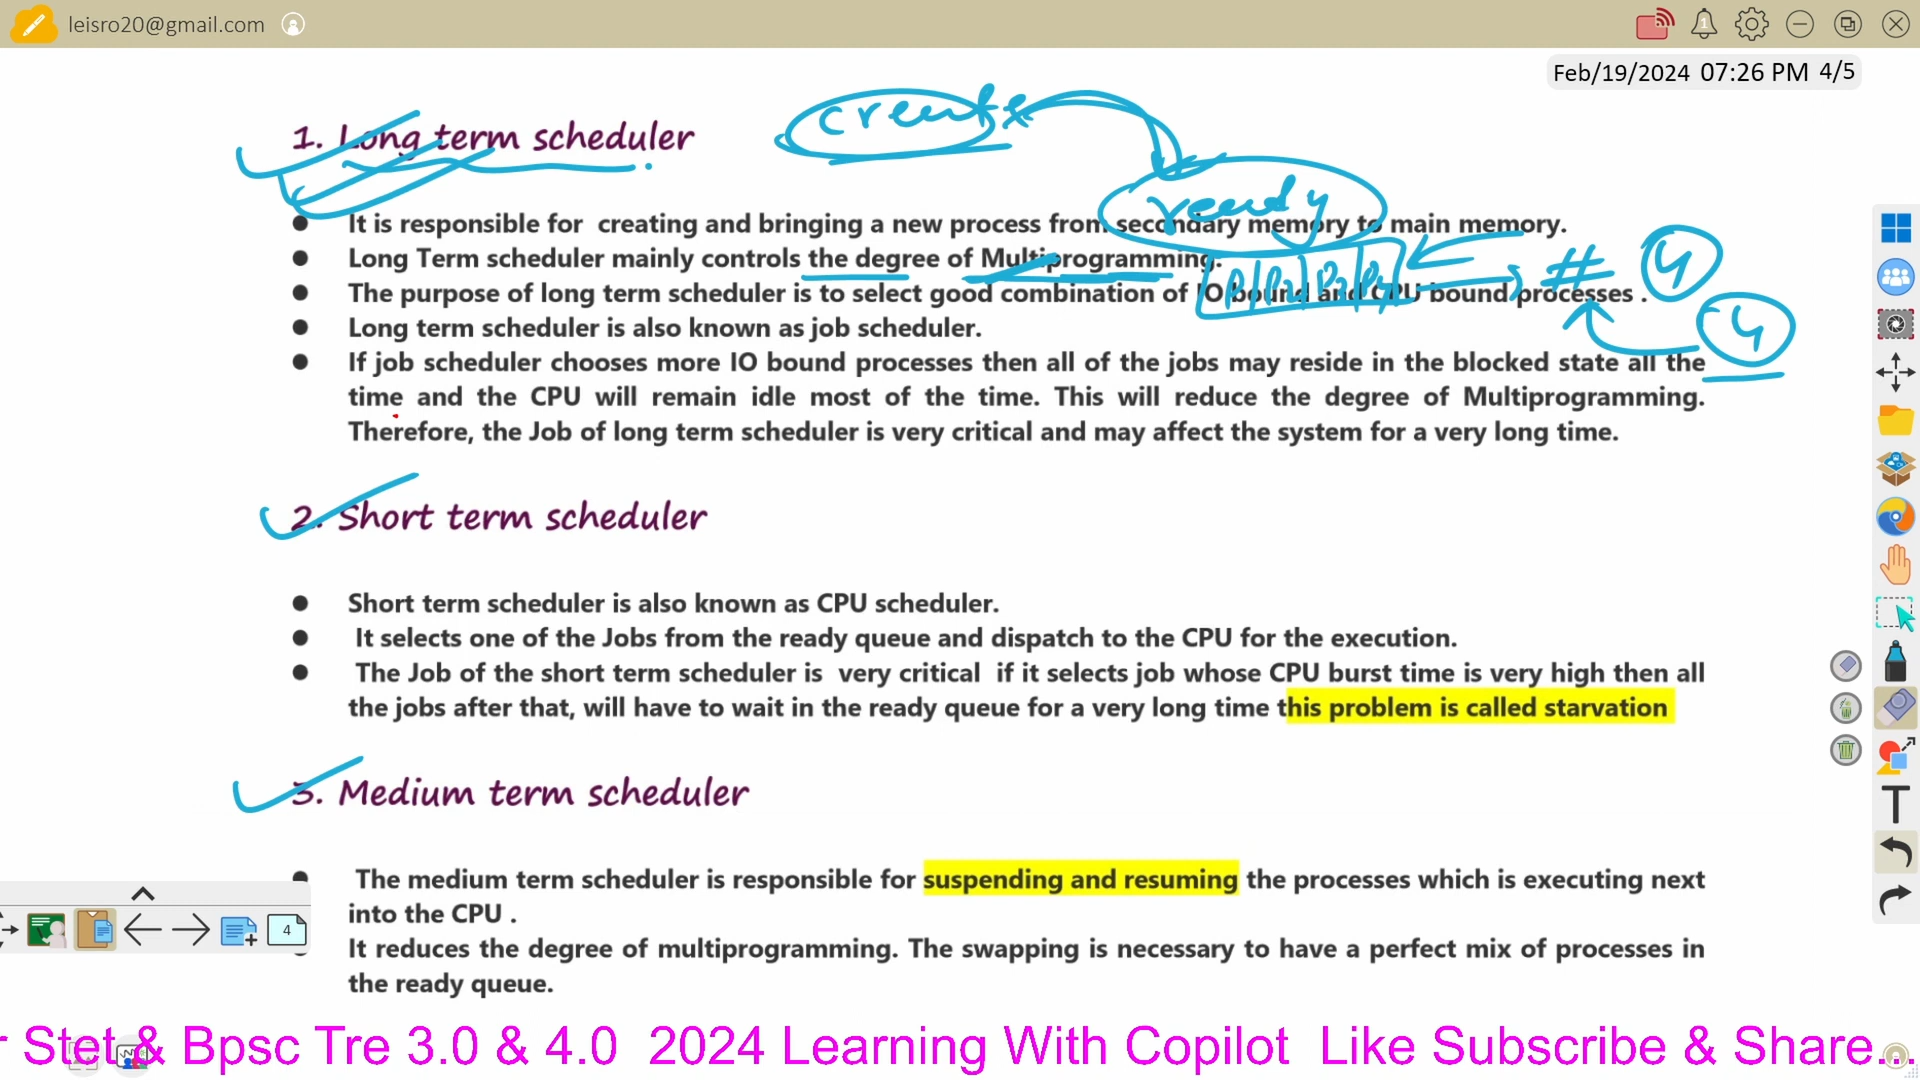 leisro20@gmail.com
Feb/19/2024 07:26 PM 4/5
create
1. Long term scheduler
ready
● It is responsible for creating and bringing a new process from secondary memory to main memory.
● Long Term scheduler mainly controls the degree of Multiprogramming.
P1 P2 P3 P4 # 4
● The purpose of long term scheduler is to select good combination of IO bound and CPU bound processes .
4
● Long term scheduler is also known as job scheduler.
● If job scheduler chooses more IO bound processes then all of the jobs may reside in the blocked state all the
time and the CPU will remain idle most of the time. This will reduce the degree of Multiprogramming.
Therefore, the Job of long term scheduler is very critical and may affect the system for a very long time.
2. Short term scheduler
● Short term scheduler is also known as CPU scheduler.
● It selects one of the Jobs from the ready queue and dispatch to the CPU for the execution.
● The Job of the short term scheduler is very critical if it selects job whose CPU burst time is very high then all
the jobs after that, will have to wait in the ready queue for a very long time this problem is called starvation
3. Medium term scheduler
● The medium term scheduler is responsible for suspending and resuming the processes which is executing next
into the CPU .
It reduces the degree of multiprogramming. The swapping is necessary to have a perfect mix of processes in
the ready queue.
4
r Stet & Bpsc Tre 3.0 & 4.0 2024 Learning With Copilot Like Subscribe & Share...